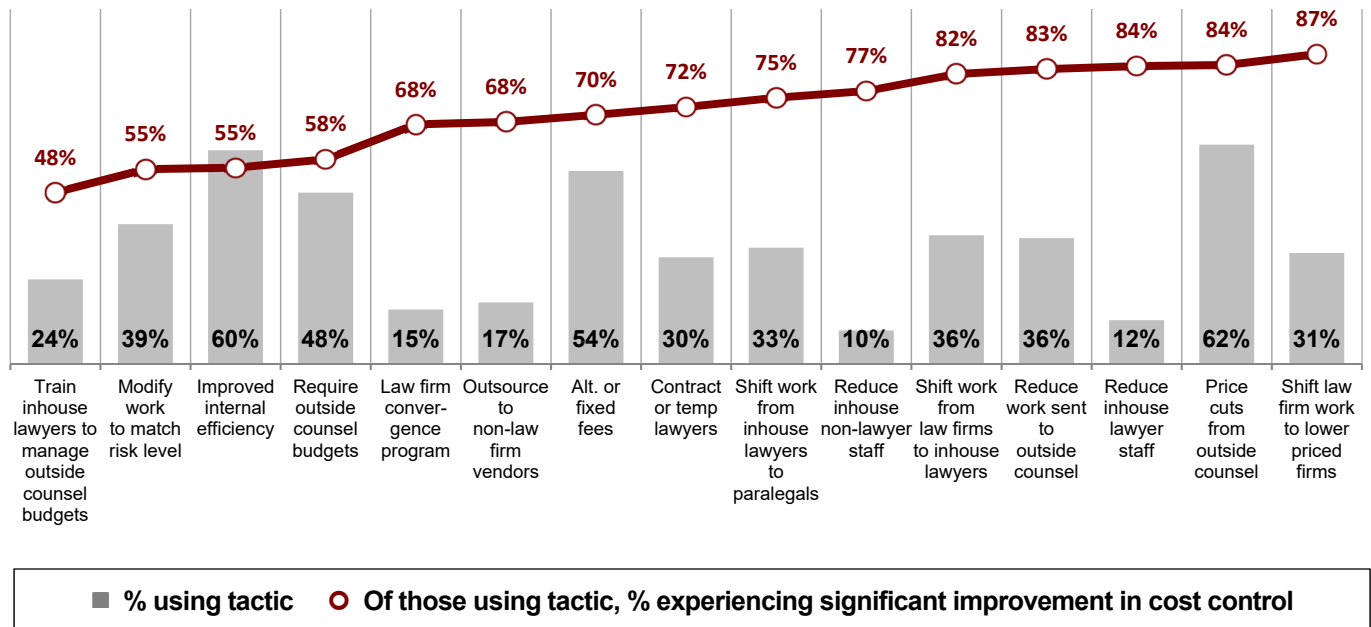 48%
55%
55%
58%
68%
68%
70%
72%
75%
77%
82%
83%
84%
84%
87%
24%
39%
60%
48%
15%
17%
54%
30%
33%
10%
36%
36%
12%
62%
31%
Train
inhouse
lawyers to
manage
outside
counsel
budgets
Modify
work
to match
risk level
Improved
internal
efficiency
Require
outside
counsel
budgets
Law firm
conver-
gence
program
Outsource
to
non-law
firm
vendors
Alt. or
fixed
fees
Contract
or temp
lawyers
Shift work
from
inhouse
lawyers
to
paralegals
Reduce
inhouse
non-lawyer
staff
Shift work
from
law firms
to inhouse
lawyers
Reduce
work sent
to
outside
counsel
Reduce
inhouse
lawyer
staff
Price
cuts
from
outside
counsel
Shift law
firm work
to lower
priced
firms
% using tactic
Of those using tactic, % experiencing significant improvement in cost control